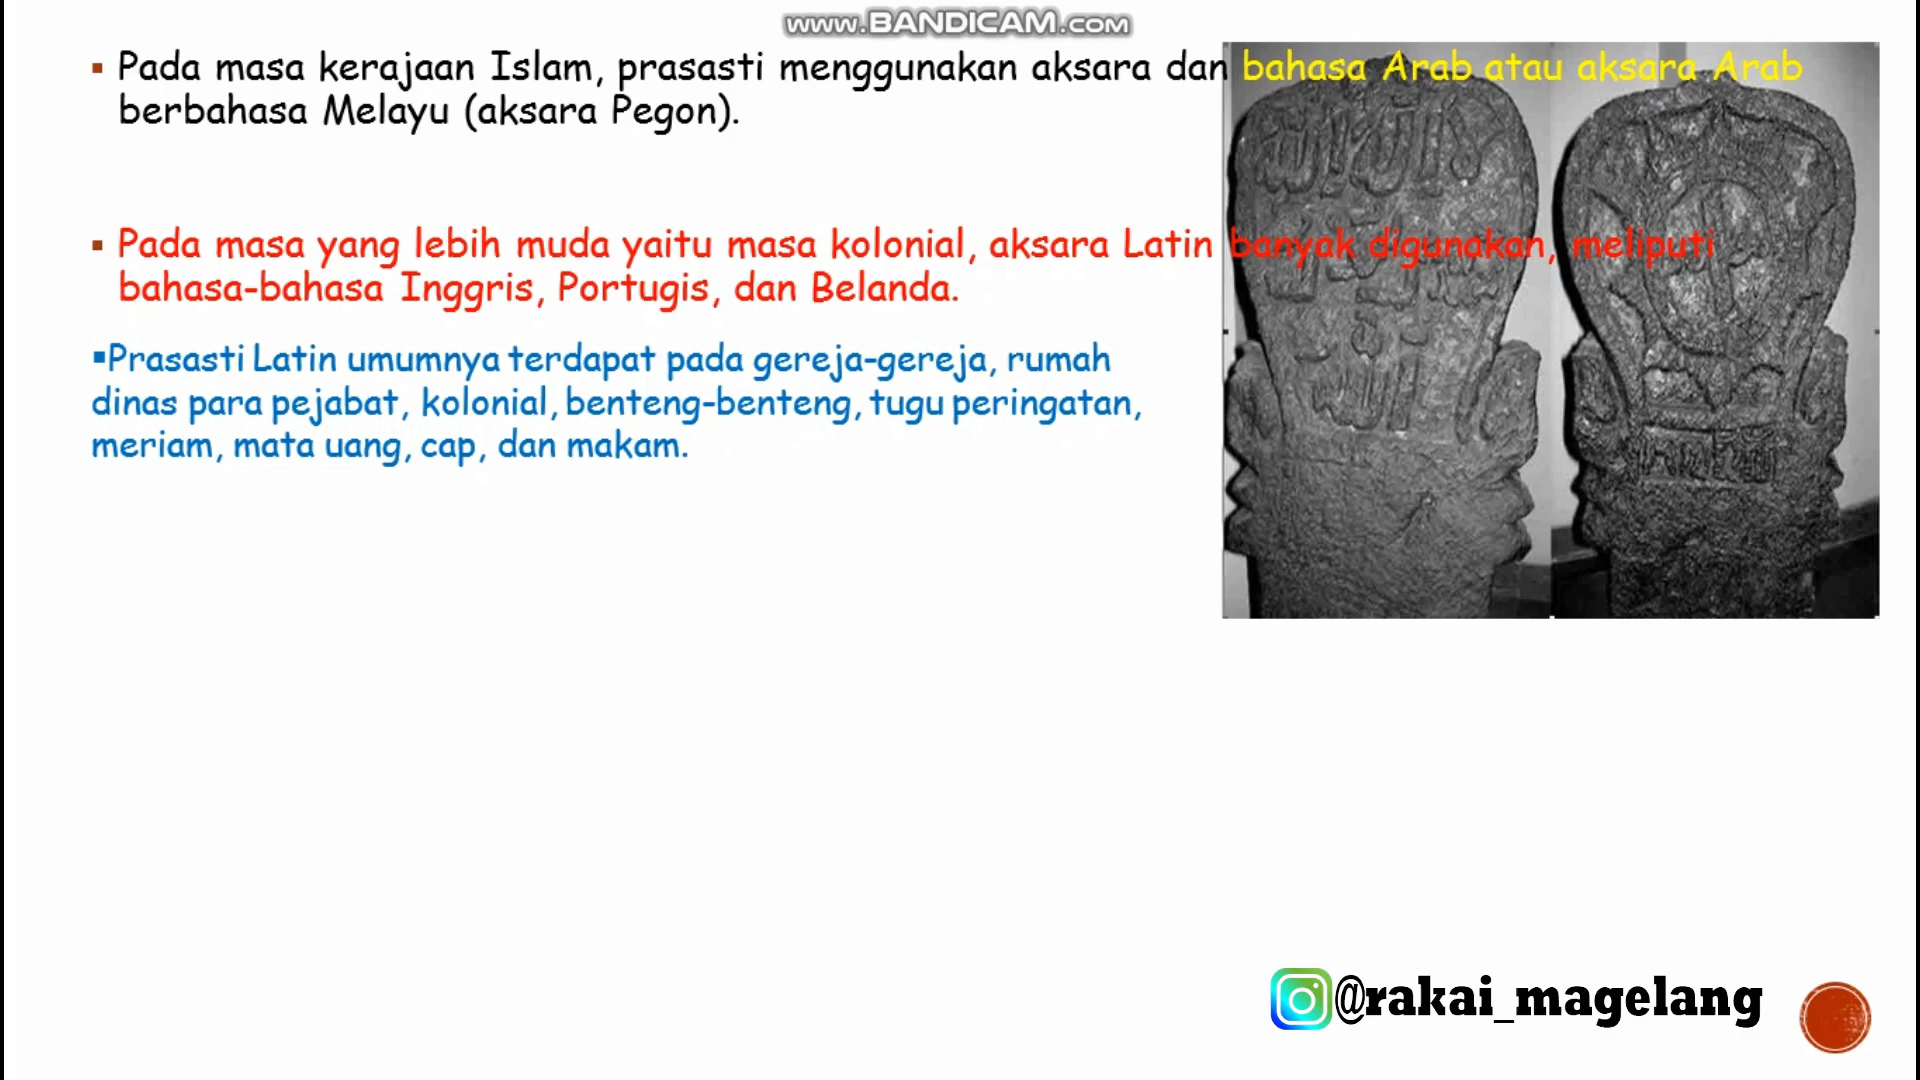 www.BANDICAM.com
▪ Pada masa kerajaan Islam, prasasti menggunakan aksara dan bahasa Arab atau aksara Arab
berbahasa Melayu (aksara Pegon).
▪ Pada masa yang lebih muda yaitu masa kolonial, aksara Latin banyak digunakan, meliputi
bahasa-bahasa Inggris, Portugis, dan Belanda.
▪Prasasti Latin umumnya terdapat pada gereja-gereja, rumah
dinas para pejabat, kolonial, benteng-benteng, tugu peringatan,
meriam, mata uang, cap, dan makam.
@rakai_magelang